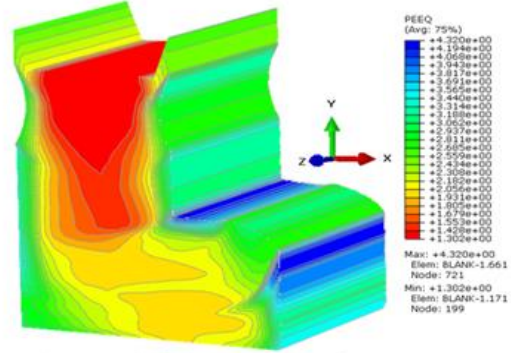 PEEQ
(Avg: 75%)
+4.320e+00
+4.194e+00
+4.068e+00
+3.943e+00
+3.817e+00
+3.691e+00
+3.565e+00
+3.440e+00
+3.314e+00
+3.188e+00
+3.062e+00
+2.937e+00
+2.811e+00
+2.685e+00
+2.559e+00
+2.434e+00
+2.308e+00
+2.182e+00
+2.056e+00
+1.931e+00
+1.805e+00
+1.679e+00
+1.553e+00
+1.428e+00
+1.302e+00
Y
Z
X
Max: +4.320e+00
Elem: BLANK-1.661
Node: 721
Min: +1.302e+00
Elem: BLANK-1.171
Node: 199